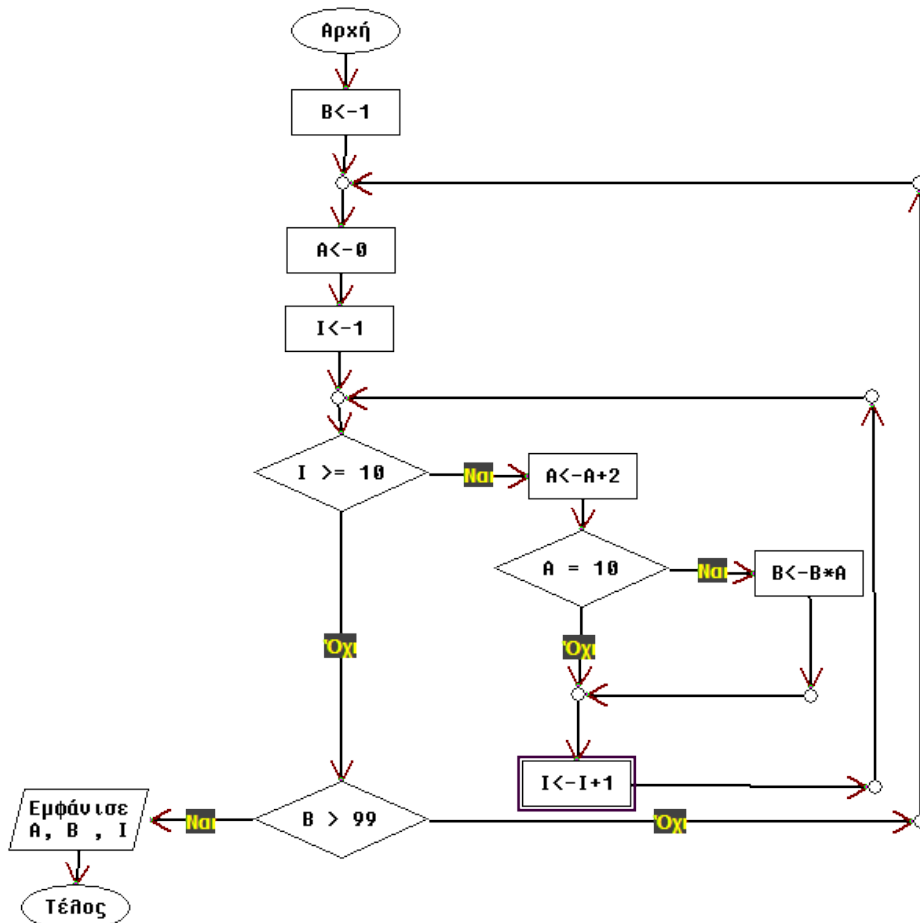 Αρχή
B<-1
A<-0
I<-1
I >= 10
Ναι
A<-A+2
A = 10
Ναι
B<-B*A
Όχι
Όχι
I<-I+1
Εμφάνισε
A, B , I
Ναι
B > 99
Όχι
Τέλος